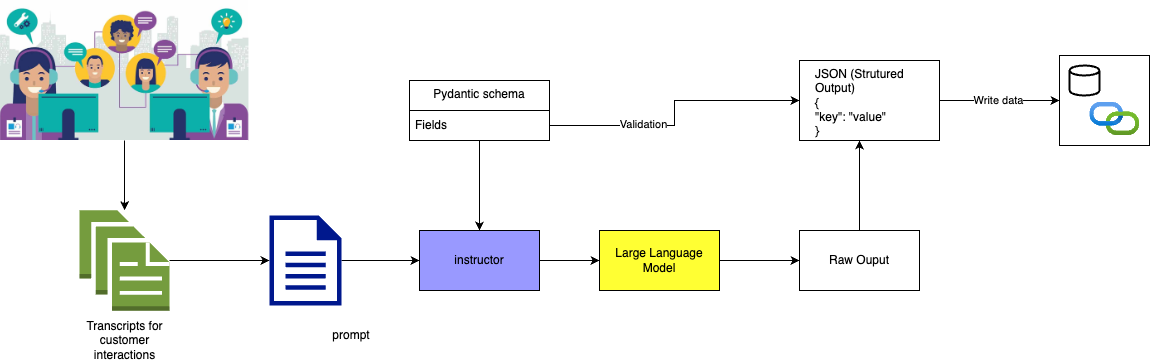 Pydantic schema
Fields
Validation
JSON (Strutured
Output)
{
"key": "value"
}
Write data
instructor
Large Language
Model
Raw Ouput
Transcripts for
customer
interactions
prompt